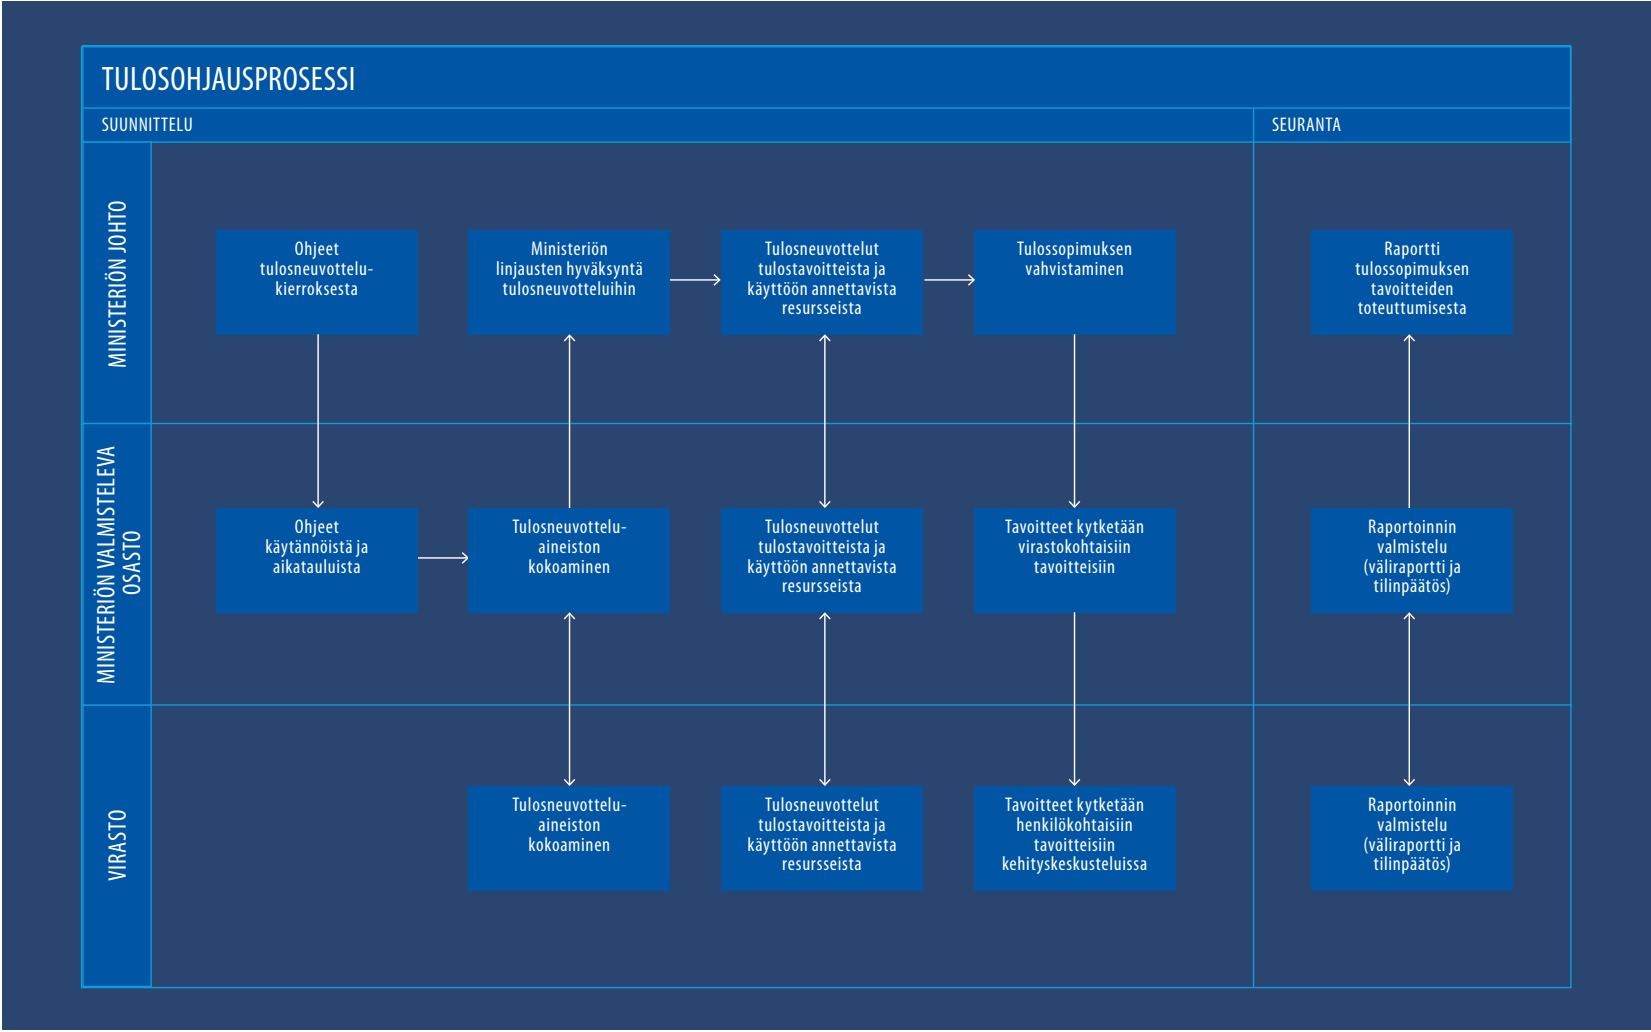 TULOSOHJAUSPROSESSI
SUUNNITTELU
SEURANTA
MINISTERIÖN JOHTO
Ohjeet
tulosneuvottelu-
kierroksesta
Ministeriön
linjausten hyväksyntä
tulosneuvotteluihin
Tulosneuvottelut
tulostavoitteista ja
käyttöön annettavista
resursseista
Tulossopimuksen
vahvistaminen
Raportti
tulossopimuksen
tavoitteiden
toteuttumisesta
MINISTERIÖN VALMISTELEVA
OSASTO
Ohjeet
käytännöistä ja
aikatauluista
Tulosneuvottelu-
aineiston
kokoaminen
Tulosneuvottelut
tulostavoitteista ja
käyttöön annettavista
resursseista
Tavoitteet kytketään
virastokohtaisiin
tavoitteisiin
Raportoinnin
valmistelu
(väliraportti ja
tilinpäätös)
VIRASTO
Tulosneuvottelu-
aineiston
kokoaminen
Tulosneuvottelut
tulostavoitteista ja
käyttöön annettavista
resursseista
Tavoitteet kytketään
henkilökohtaisiin
tavoitteisiin
kehityskeskusteluissa
Raportoinnin
valmistelu
(väliraportti ja
tilinpäätös)